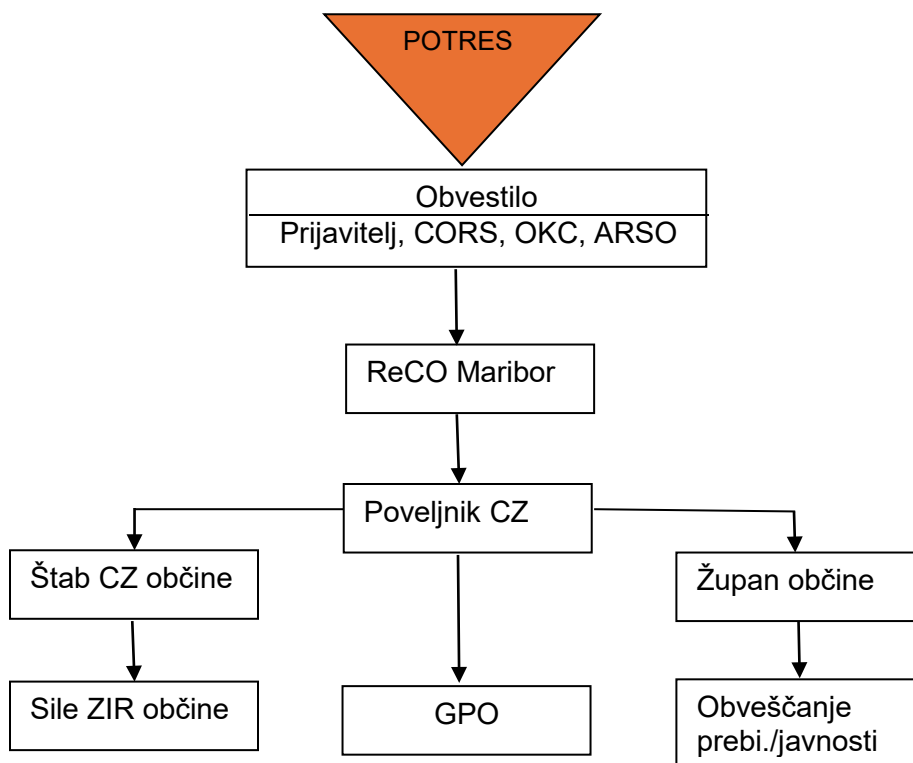 POTRES
Obvestilo
Prijavitelj, CORS, OKC, ARSO
ReCO Maribor
Poveljnik CZ
Štab CZ občine
Župan občine
Sile ZIR občine
GPO
Obveščanje
prebi./javnosti